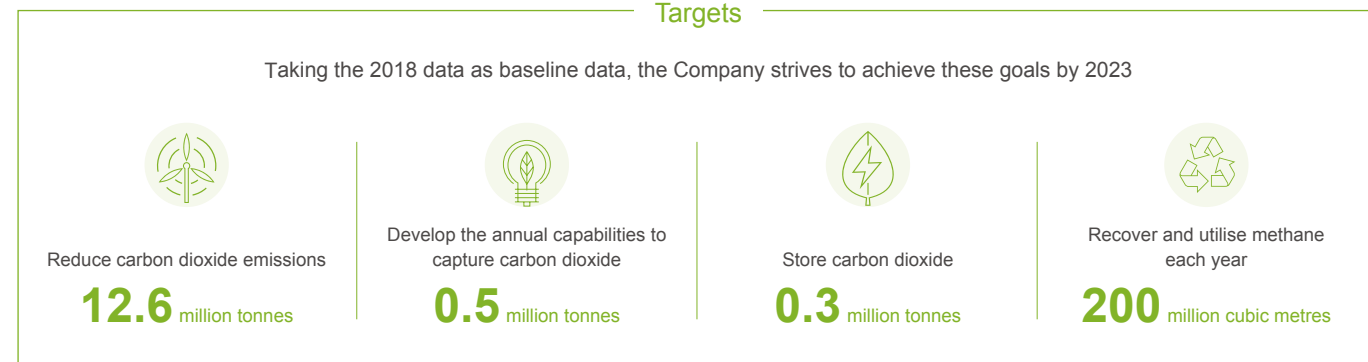 Targets
Taking the 2018 data as baseline data, the Company strives to achieve these goals by 2023
Reduce carbon dioxide emissions
12.6 million tonnes
Develop the annual capabilities to
capture carbon dioxide
0.5 million tonnes
Store carbon dioxide
0.3 million tonnes
Recover and utilise methane
each year
200 million cubic metres